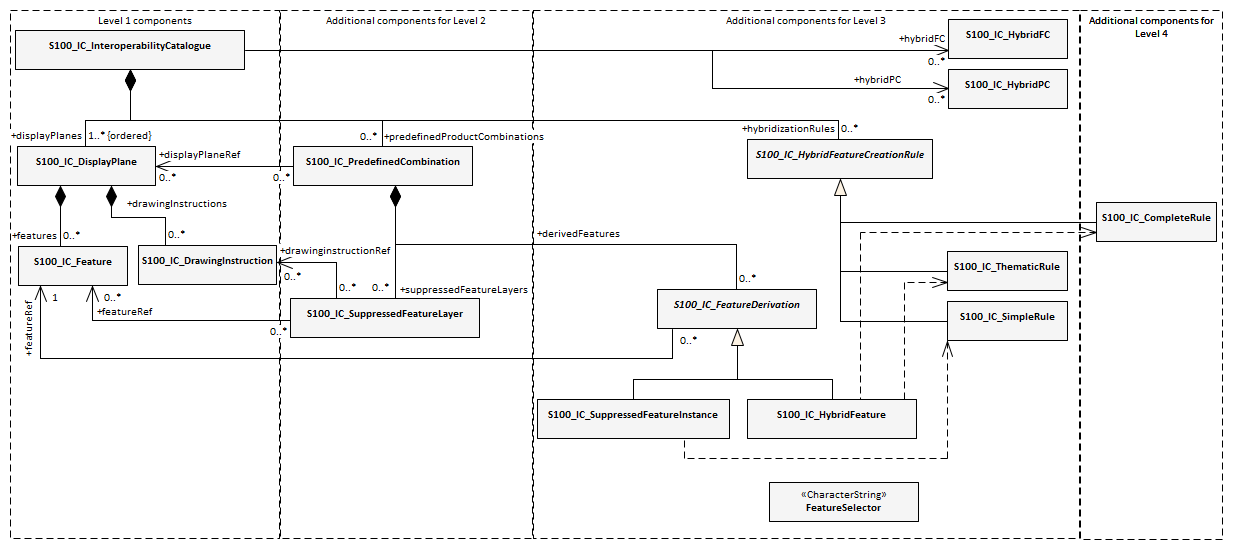 Level 1 components
Additional components for Level 2
Additional components for Level 3
Additional components for
Level 4
S100_IC_InteroperabilityCatalogue
+hybridFC
0..*
S100_IC_HybridFC
+hybridPC
0..*
S100_IC_HybridPC
+displayPlanes
1..* {ordered}
0..*
+predefinedProductCombinations
+hybridizationRules
0..*
S100_IC_DisplayPlane
+displayPlaneRef
0..*
0..*
S100_IC_PredefinedCombination
S100_IC_HybridFeatureCreationRule
+drawingInstructions
+features
0..*
0..*
S100_IC_CompleteRule
+derivedFeatures
S100_IC_Feature
S100_IC_DrawingInstruction
+drawinginstructionRef
0..*
0..*
0..*
+suppressedFeatureLayers
0..*
S100_IC_ThematicRule
+featureRef
1
0..*
+featureRef
0..*
S100_IC_SuppressedFeatureLayer
S100_IC_FeatureDerivation
S100_IC_SimpleRule
0..*
S100_IC_SuppressedFeatureInstance
S100_IC_HybridFeature
«CharacterString»
FeatureSelector